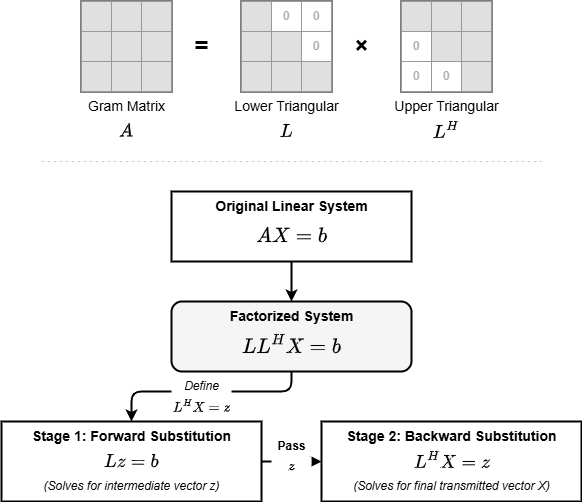 0 0
= 0 × 0
0 0
Gram Matrix Lower Triangular Upper Triangular
A L L^H
Original Linear System
AX = b
Factorized System
LL^H X = b
Define
L^H X = z
Stage 1: Forward Substitution
Lz = b
(Solves for intermediate vector z)
Pass
z
Stage 2: Backward Substitution
L^H X = z
(Solves for final transmitted vector X)